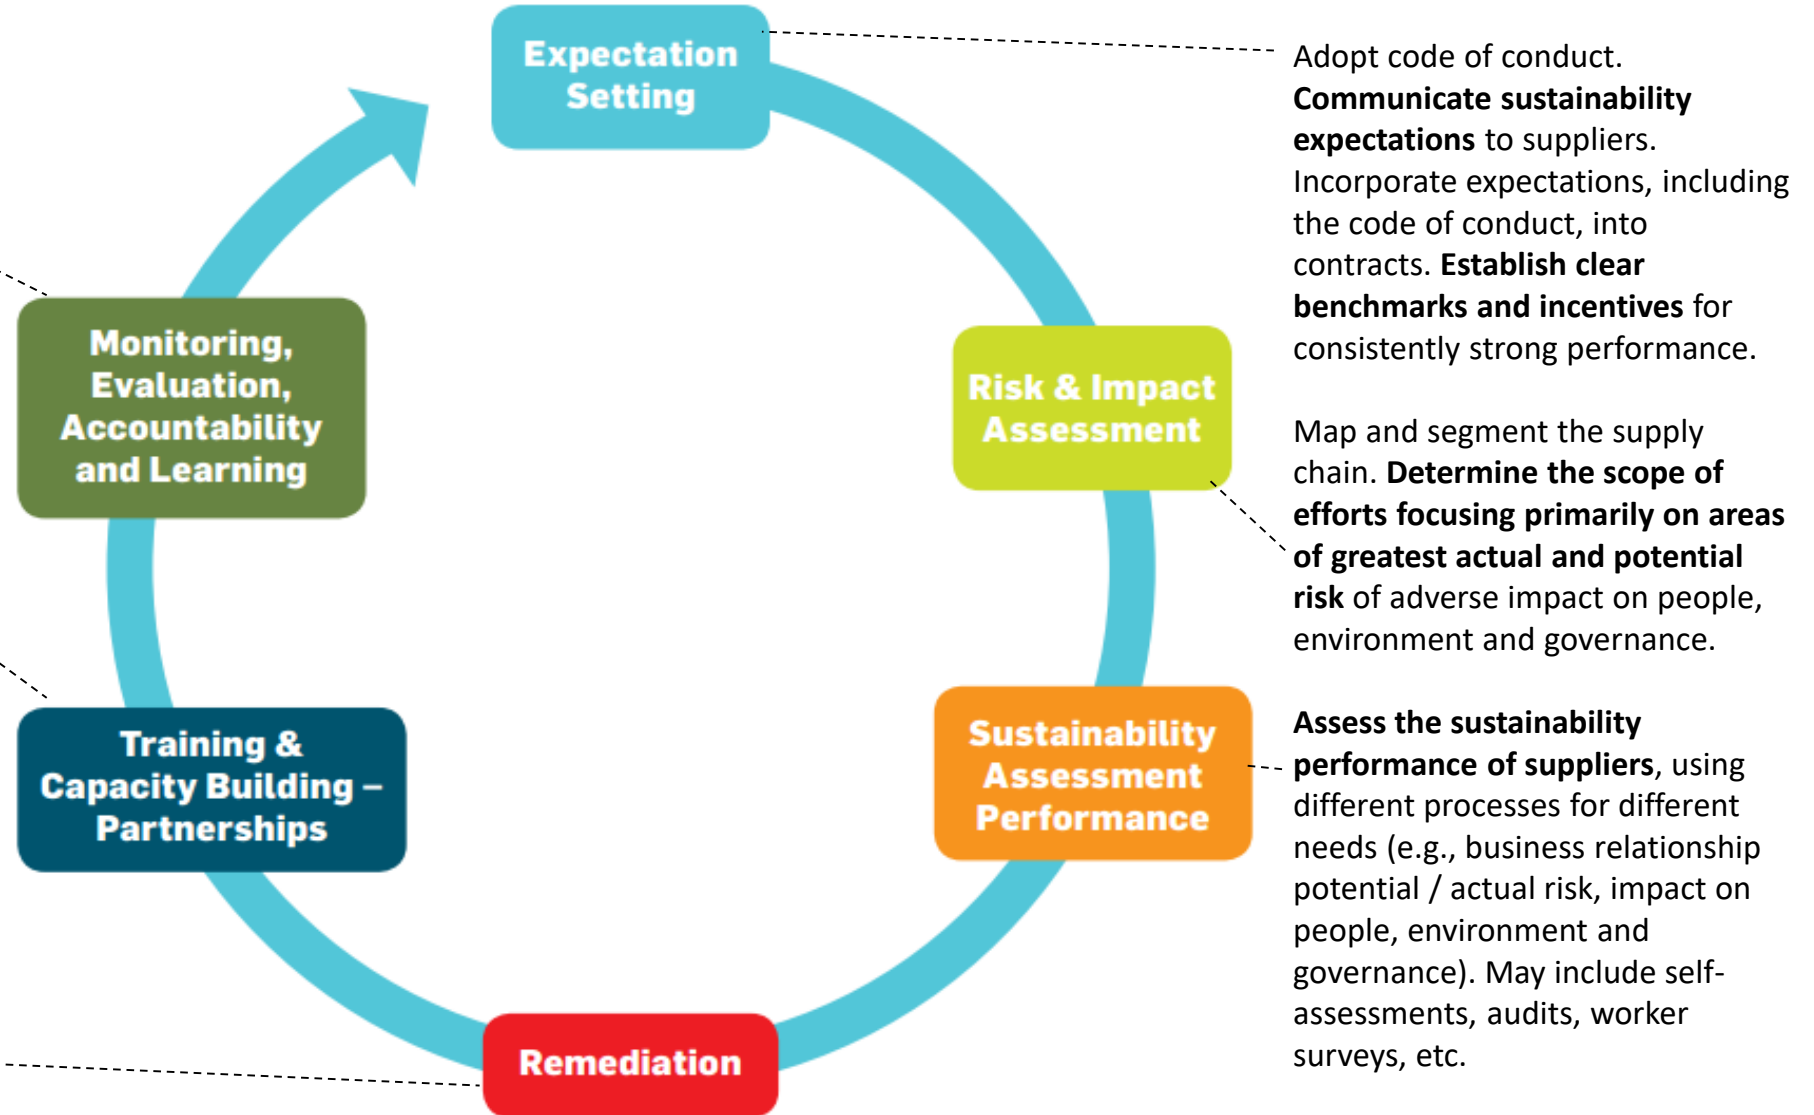 Expectation
Setting
Adopt code of conduct.
Communicate sustainability
expectations to suppliers.
Incorporate expectations, including
the code of conduct, into
contracts. Establish clear
benchmarks and incentives for
consistently strong performance.
Risk & Impact
Assessment
Map and segment the supply
chain. Determine the scope of
efforts focusing primarily on areas
of greatest actual and potential
risk of adverse impact on people,
environment and governance.
Sustainability
Assessment
Performance
Assess the sustainability
performance of suppliers, using
different processes for different
needs (e.g., business relationship
potential / actual risk, impact on
people, environment and
governance). May include self-
assessments, audits, worker
surveys, etc.
Remediation
Training &
Capacity Building –
Partnerships
Monitoring,
Evaluation,
Accountability
and Learning